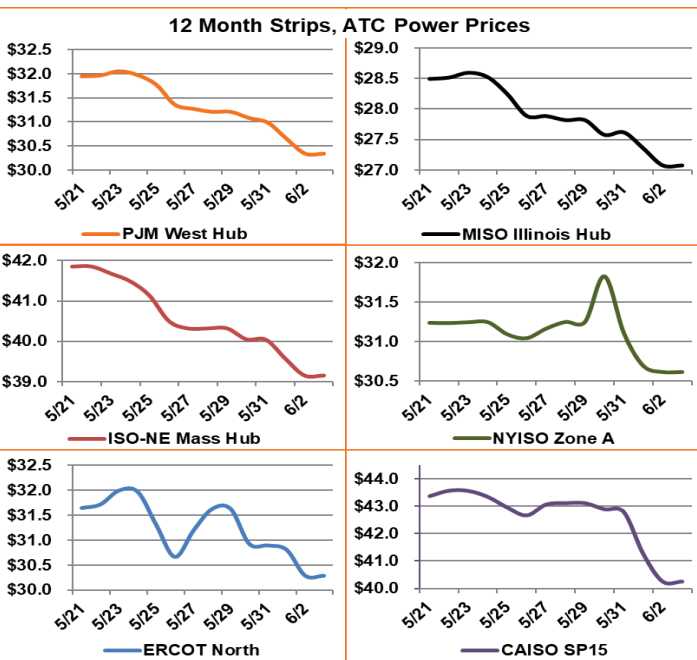 12 Month Strips, ATC Power Prices
$32.5
$32.0
$31.5
$31.0
$30.5
$30.0
5/21 5/23 5/25 5/27 5/29 5/31 6/2
PJM West Hub
$29.0
$28.5
$28.0
$27.5
$27.0
5/21 5/23 5/25 5/27 5/29 5/31 6/2
MISO Illinois Hub
$42.0
$41.0
$40.0
$39.0
5/21 5/23 5/25 5/27 5/29 5/31 6/2
ISO-NE Mass Hub
$32.0
$31.5
$31.0
$30.5
5/21 5/23 5/25 5/27 5/29 5/31 6/2
NYISO Zone A
$32.5
$32.0
$31.5
$31.0
$30.5
$30.0
5/21 5/23 5/25 5/27 5/29 5/31 6/2
ERCOT North
$44.0
$43.0
$42.0
$41.0
$40.0
5/21 5/23 5/25 5/27 5/29 5/31 6/2
CAISO SP15